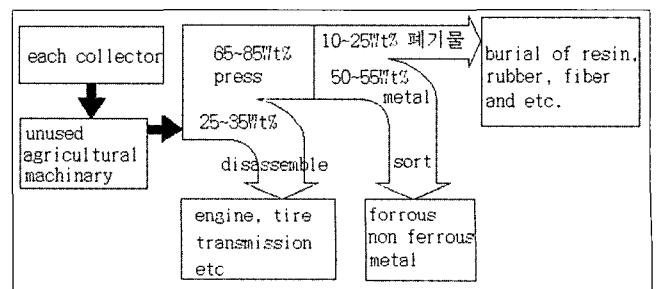 each collector
unused
agricultural
machinary
65~85Wt%
press
25~35Wt%
disassemble
10~25Wt% 폐기물
50~55Wt%
metal
sort
burial of resin,
rubber, fiber
and etc.
engine, tire
transmission
etc
forrous
non ferrous
metal